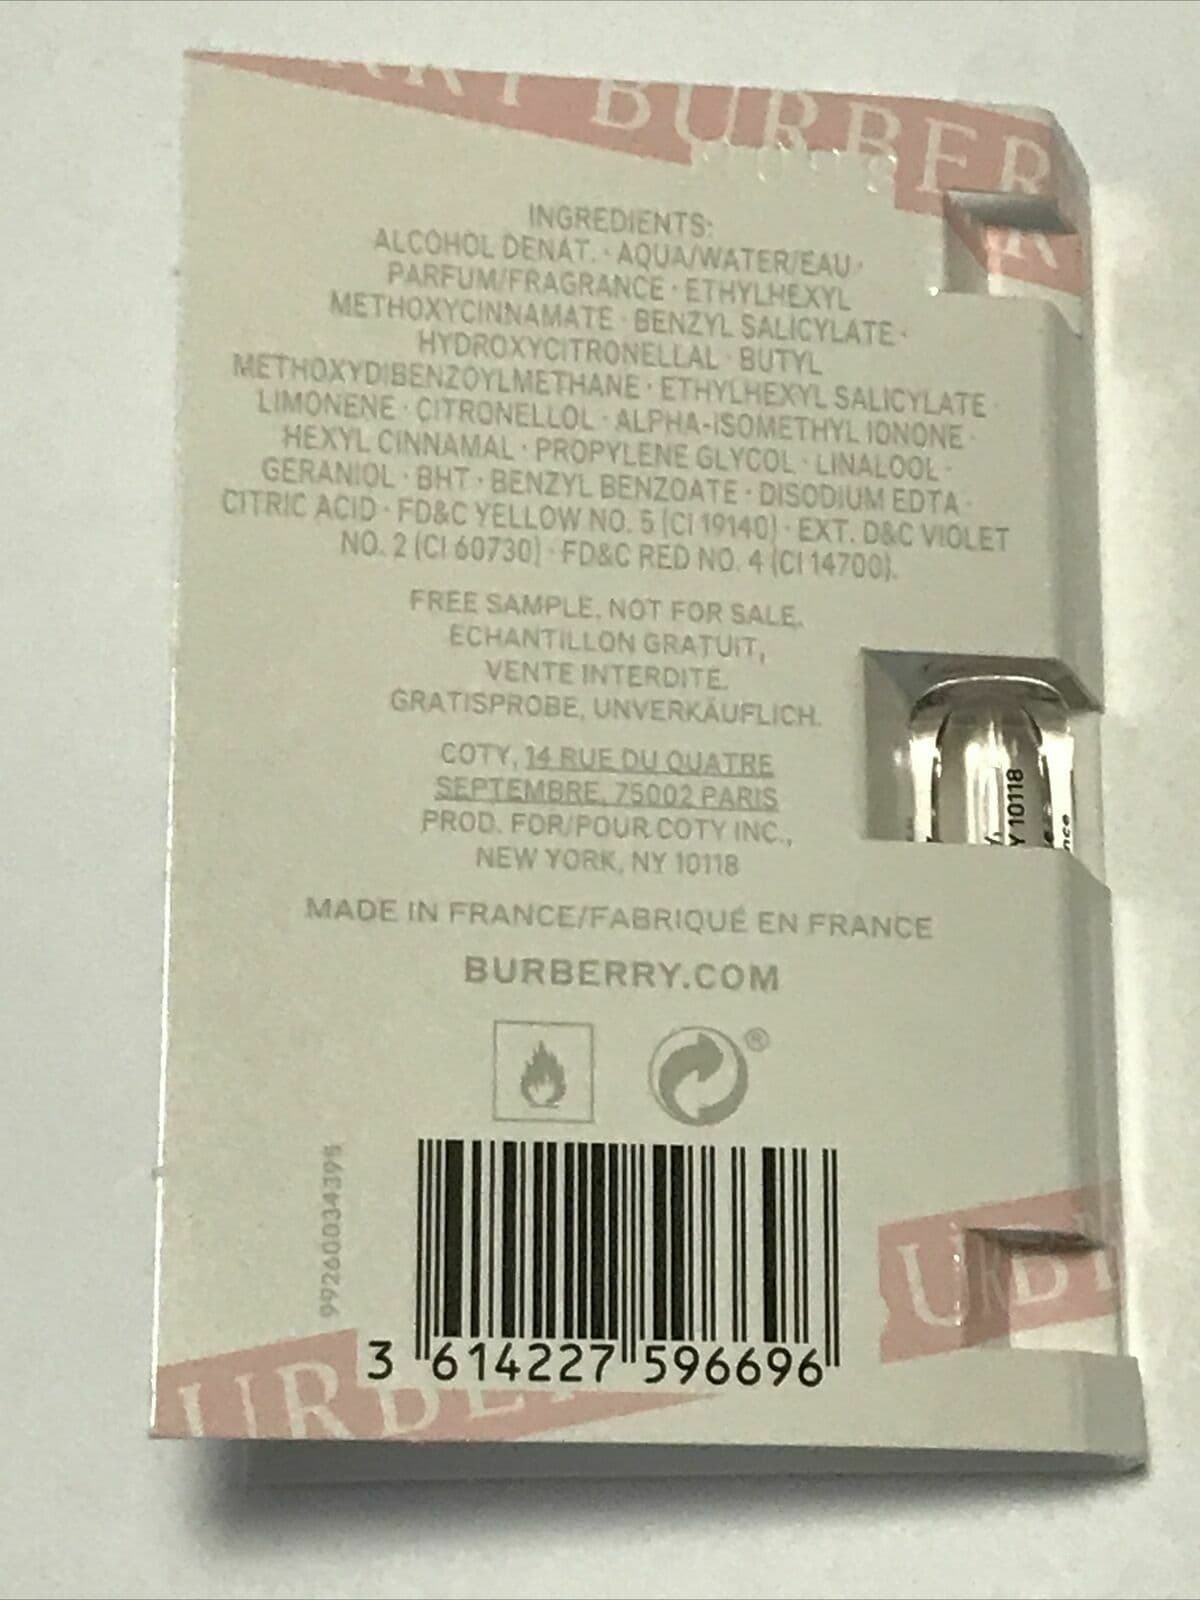 BURBER
INGREDIENTS:
ALCOHOL DENAT. · AQUA/WATER/EAU ·
PARFUM/FRAGRANCE · ETHYLHEXYL
METHOXYCINNAMATE · BENZYL SALICYLATE ·
HYDROXYCITRONELLAL · BUTYL
METHOXYDIBENZOYLMETHANE · ETHYLHEXYL SALICYLATE ·
LIMONENE · CITRONELLOL · ALPHA-ISOMETHYL IONONE ·
HEXYL CINNAMAL · PROPYLENE GLYCOL · LINALOOL ·
GERANIOL · BHT · BENZYL BENZOATE · DISODIUM EDTA ·
CITRIC ACID · FD&C YELLOW NO. 5 (CI 19140) · EXT. D&C VIOLET
NO. 2 (CI 60730) · FD&C RED NO. 4 (CI 14700).
FREE SAMPLE. NOT FOR SALE.
ECHANTILLON GRATUIT,
VENTE INTERDITE.
GRATISPROBE, UNVERKÄUFLICH.
COTY, 14 RUE DU QUATRE
SEPTEMBRE, 75002 PARIS
PROD. FOR/POUR COTY INC.,
NEW YORK, NY 10118
Y 10118
MADE IN FRANCE/FABRIQUÉ EN FRANCE
BURBERRY.COM
®
99260034395
3 614227 596696